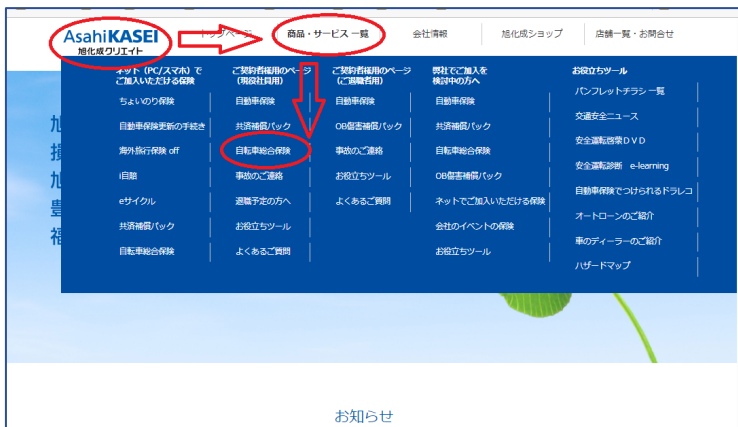 AsahiKASEI
旭化成クリエイト
トップページ
商品・サービス 一覧
会社情報
旭化成ショップ
店舗一覧・お問合せ
ネット（PC/スマホ）で
ご加入いただける保険
ちょいのり保険
自動車保険更新の手続き
海外旅行保険 off
i自賠
eサイクル
共済補償パック
自転車総合保険
ご契約者様用のページ
(現役社員用)
自動車保険
共済補償パック
自転車総合保険
事故のご連絡
退職予定の方へ
お役立ちツール
よくあるご質問
ご契約者様用のページ
(ご退職者用)
自動車保険
OB傷害補償パック
事故のご連絡
お役立ちツール
よくあるご質問
弊社でご加入を
検討中の方へ
自動車保険
共済補償パック
自転車総合保険
OB傷害補償パック
ネットでご加入いただける保険
会社のイベントの保険
お役立ちツール
お役立ちツール
パンフレットチラシ一覧
交通安全ニュース
安全運転啓蒙ＤＶＤ
安全運転診断 e-learning
自動車保険でつけられるドラレコ
オートローンのご紹介
車のディーラーのご紹介
ハザードマップ
旭
損
旭
豊
福
お知らせ